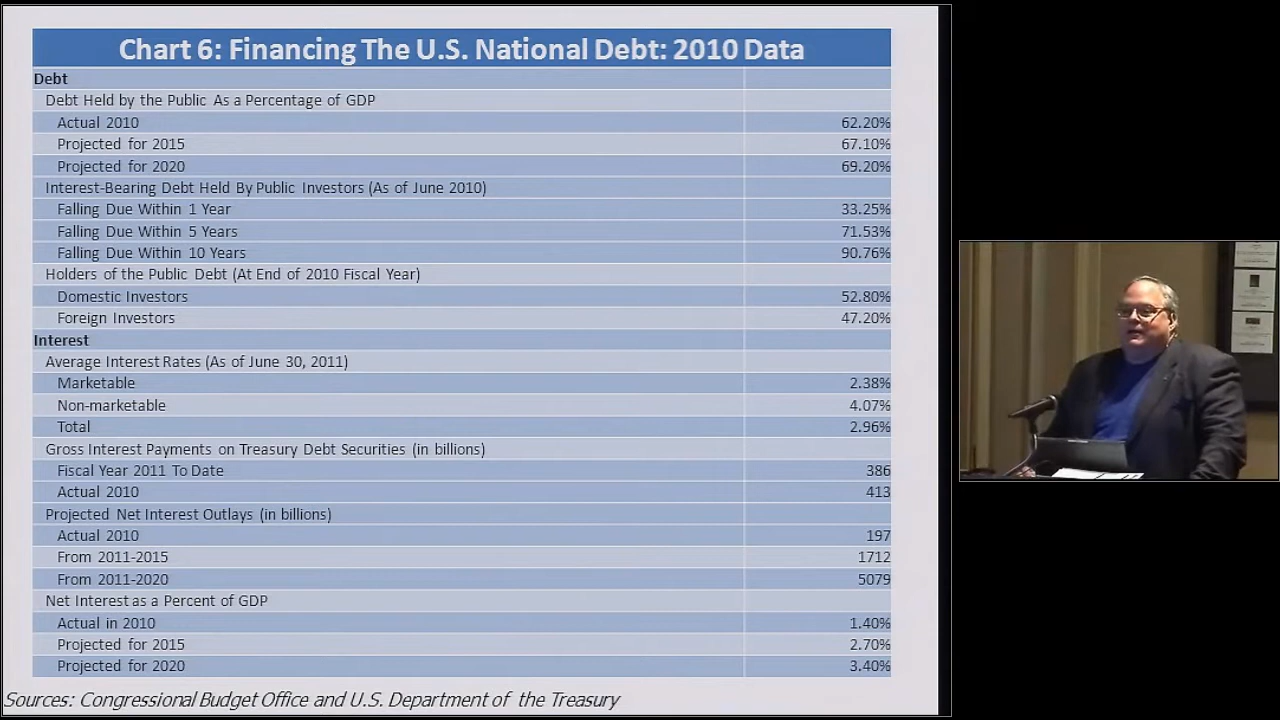 Chart 6: Financing The U.S. National Debt: 2010 Data
Debt
Debt Held by the Public As a Percentage of GDP
Actual 2010 62.20%
Projected for 2015 67.10%
Projected for 2020 69.20%
Interest-Bearing Debt Held By Public Investors (As of June 2010)
Falling Due Within 1 Year 33.25%
Falling Due Within 5 Years 71.53%
Falling Due Within 10 Years 90.76%
Holders of the Public Debt (At End of 2010 Fiscal Year)
Domestic Investors 52.80%
Foreign Investors 47.20%
Interest
Average Interest Rates (As of June 30, 2011)
Marketable 2.38%
Non-marketable 4.07%
Total 2.96%
Gross Interest Payments on Treasury Debt Securities (in billions)
Fiscal Year 2011 To Date 386
Actual 2010 413
Projected Net Interest Outlays (in billions)
Actual 2010 197
From 2011-2015 1712
From 2011-2020 5079
Net Interest as a Percent of GDP
Actual in 2010 1.40%
Projected for 2015 2.70%
Projected for 2020 3.40%
Sources: Congressional Budget Office and U.S. Department of the Treasury